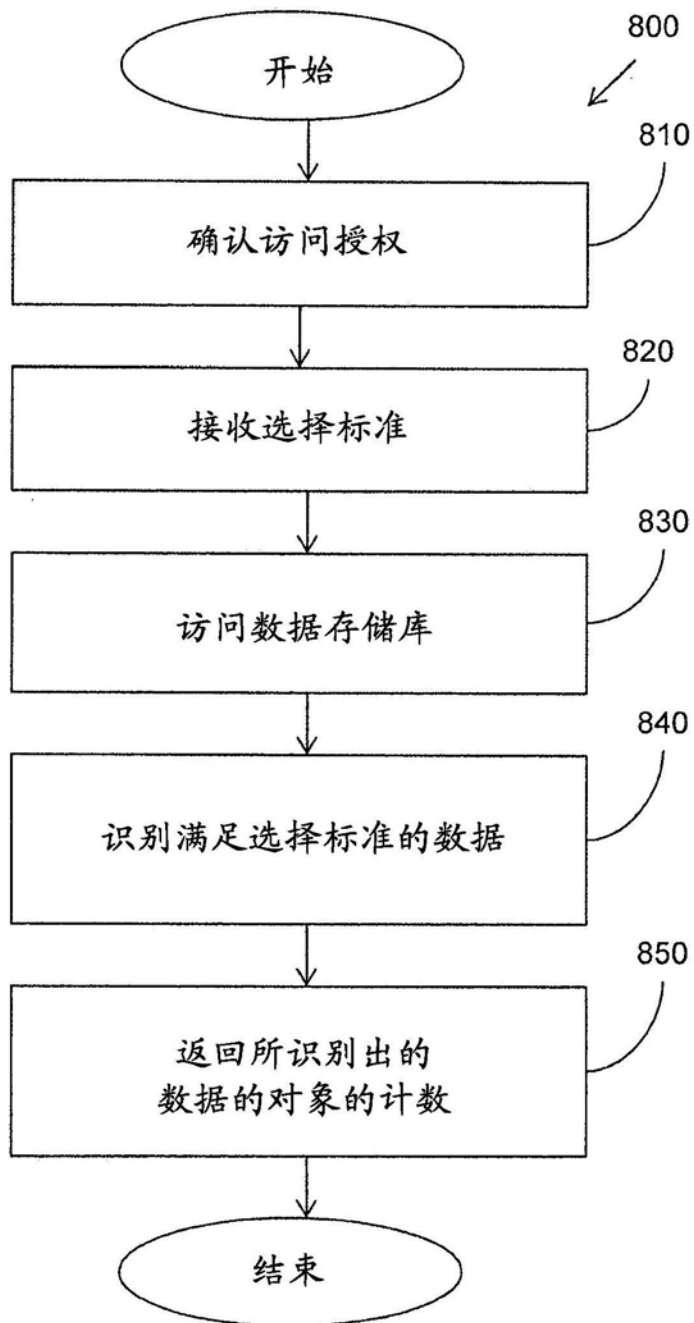 开始
800
810
确认访问授权
820
接收选择标准
830
访问数据存储库
840
识别满足选择标准的数据
850
返回所识别出的
数据的对象的计数
结束